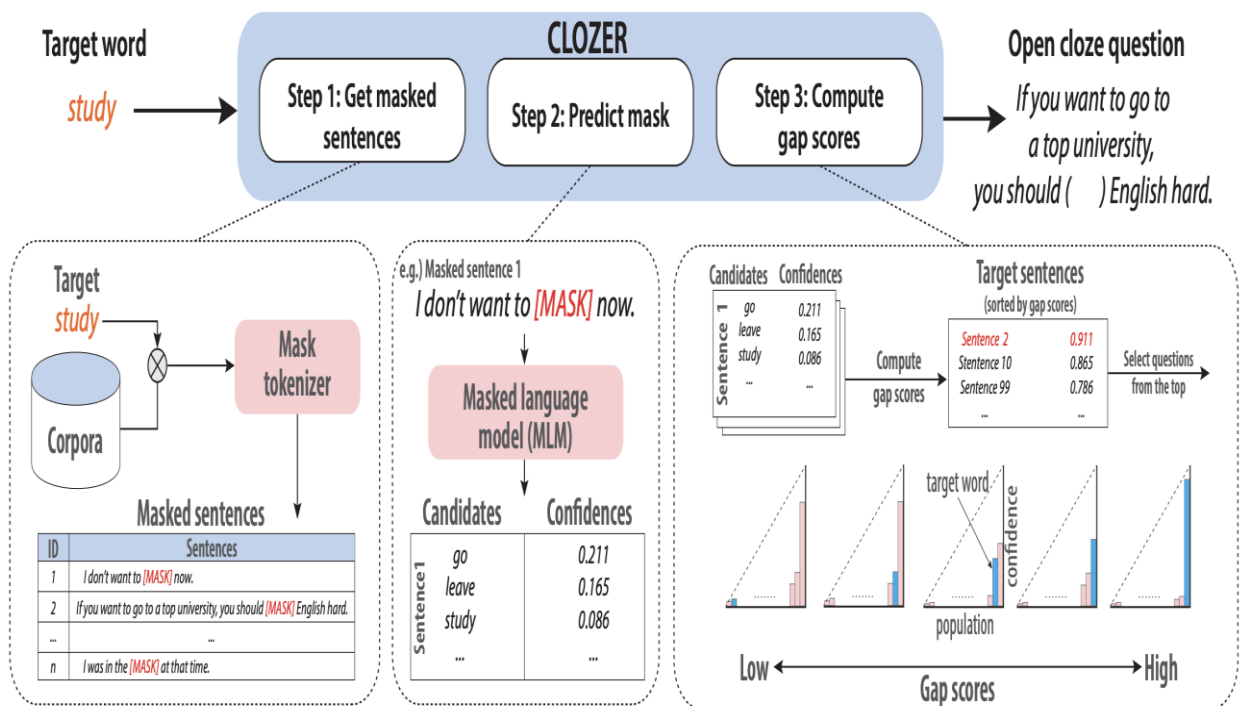 CLOZER
Target word
study
Step 1: Get masked
sentences
Step 2: Predict mask
Step 3: Compute
gap scores
Open cloze question
If you want to go to
a top university,
you should (    ) English hard.
Target
study
Corpora
Mask
tokenizer
Masked sentences
ID Sentences
1 I don't want to [MASK] now.
2 If you want to go to a top university, you should [MASK] English hard.
... ...
n I was in the [MASK] at that time.
e.g.) Masked sentence 1
I don't want to [MASK] now.
Masked language
model (MLM)
Candidates Confidences
Sentence1
go 0.211
leave 0.165
study 0.086
... ...
Candidates Confidences
Sentence 1
go 0.211
leave 0.165
study 0.086
... ...
Compute
gap scores
Target sentences
(sorted by gap scores)
Sentence 2 0.911
Stentence 10 0.865
Sentence 99 0.786
... ...
Select questions
from the top
target word
confidence
........ ........ ........ ........ ........
population
Low High
Gap scores